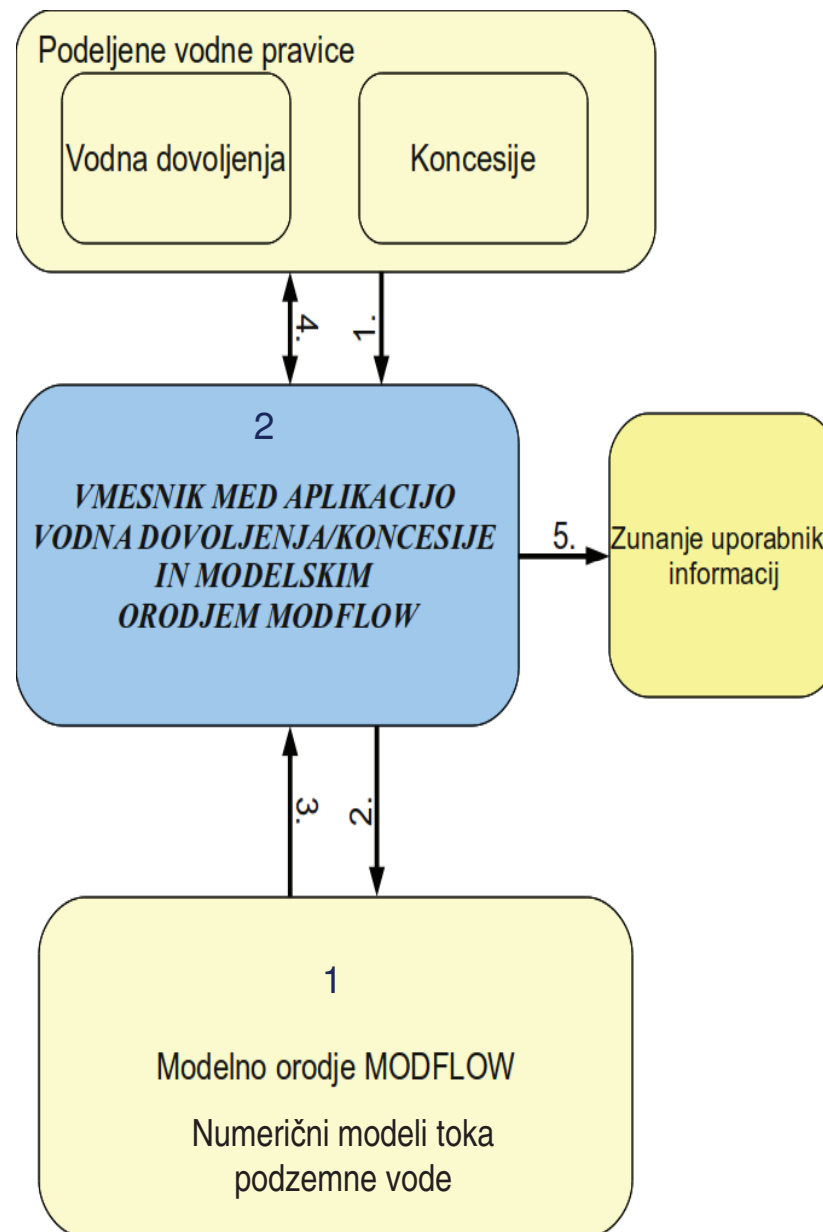 Podeljene vodne pravice
Vodna dovoljenja
Koncesije
4.
1.
2
VMESNIK MED APLIKACIJO
VODNA DOVOLJENJA/KONCESIJE
IN MODELSKIM
ORODJEM MODFLOW
5.
Zunanje uporabnik
informacij
3.
2.
1
Modelno orodje MODFLOW
Numerični modeli toka
podzemne vode